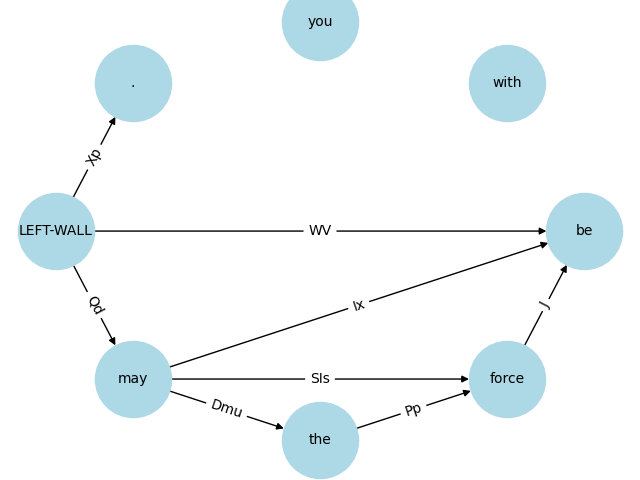 you
.
with
Xp
LEFT-WALL
WV
be
Qd
Ix
J
may
SIs
force
Dmu
Pp
the